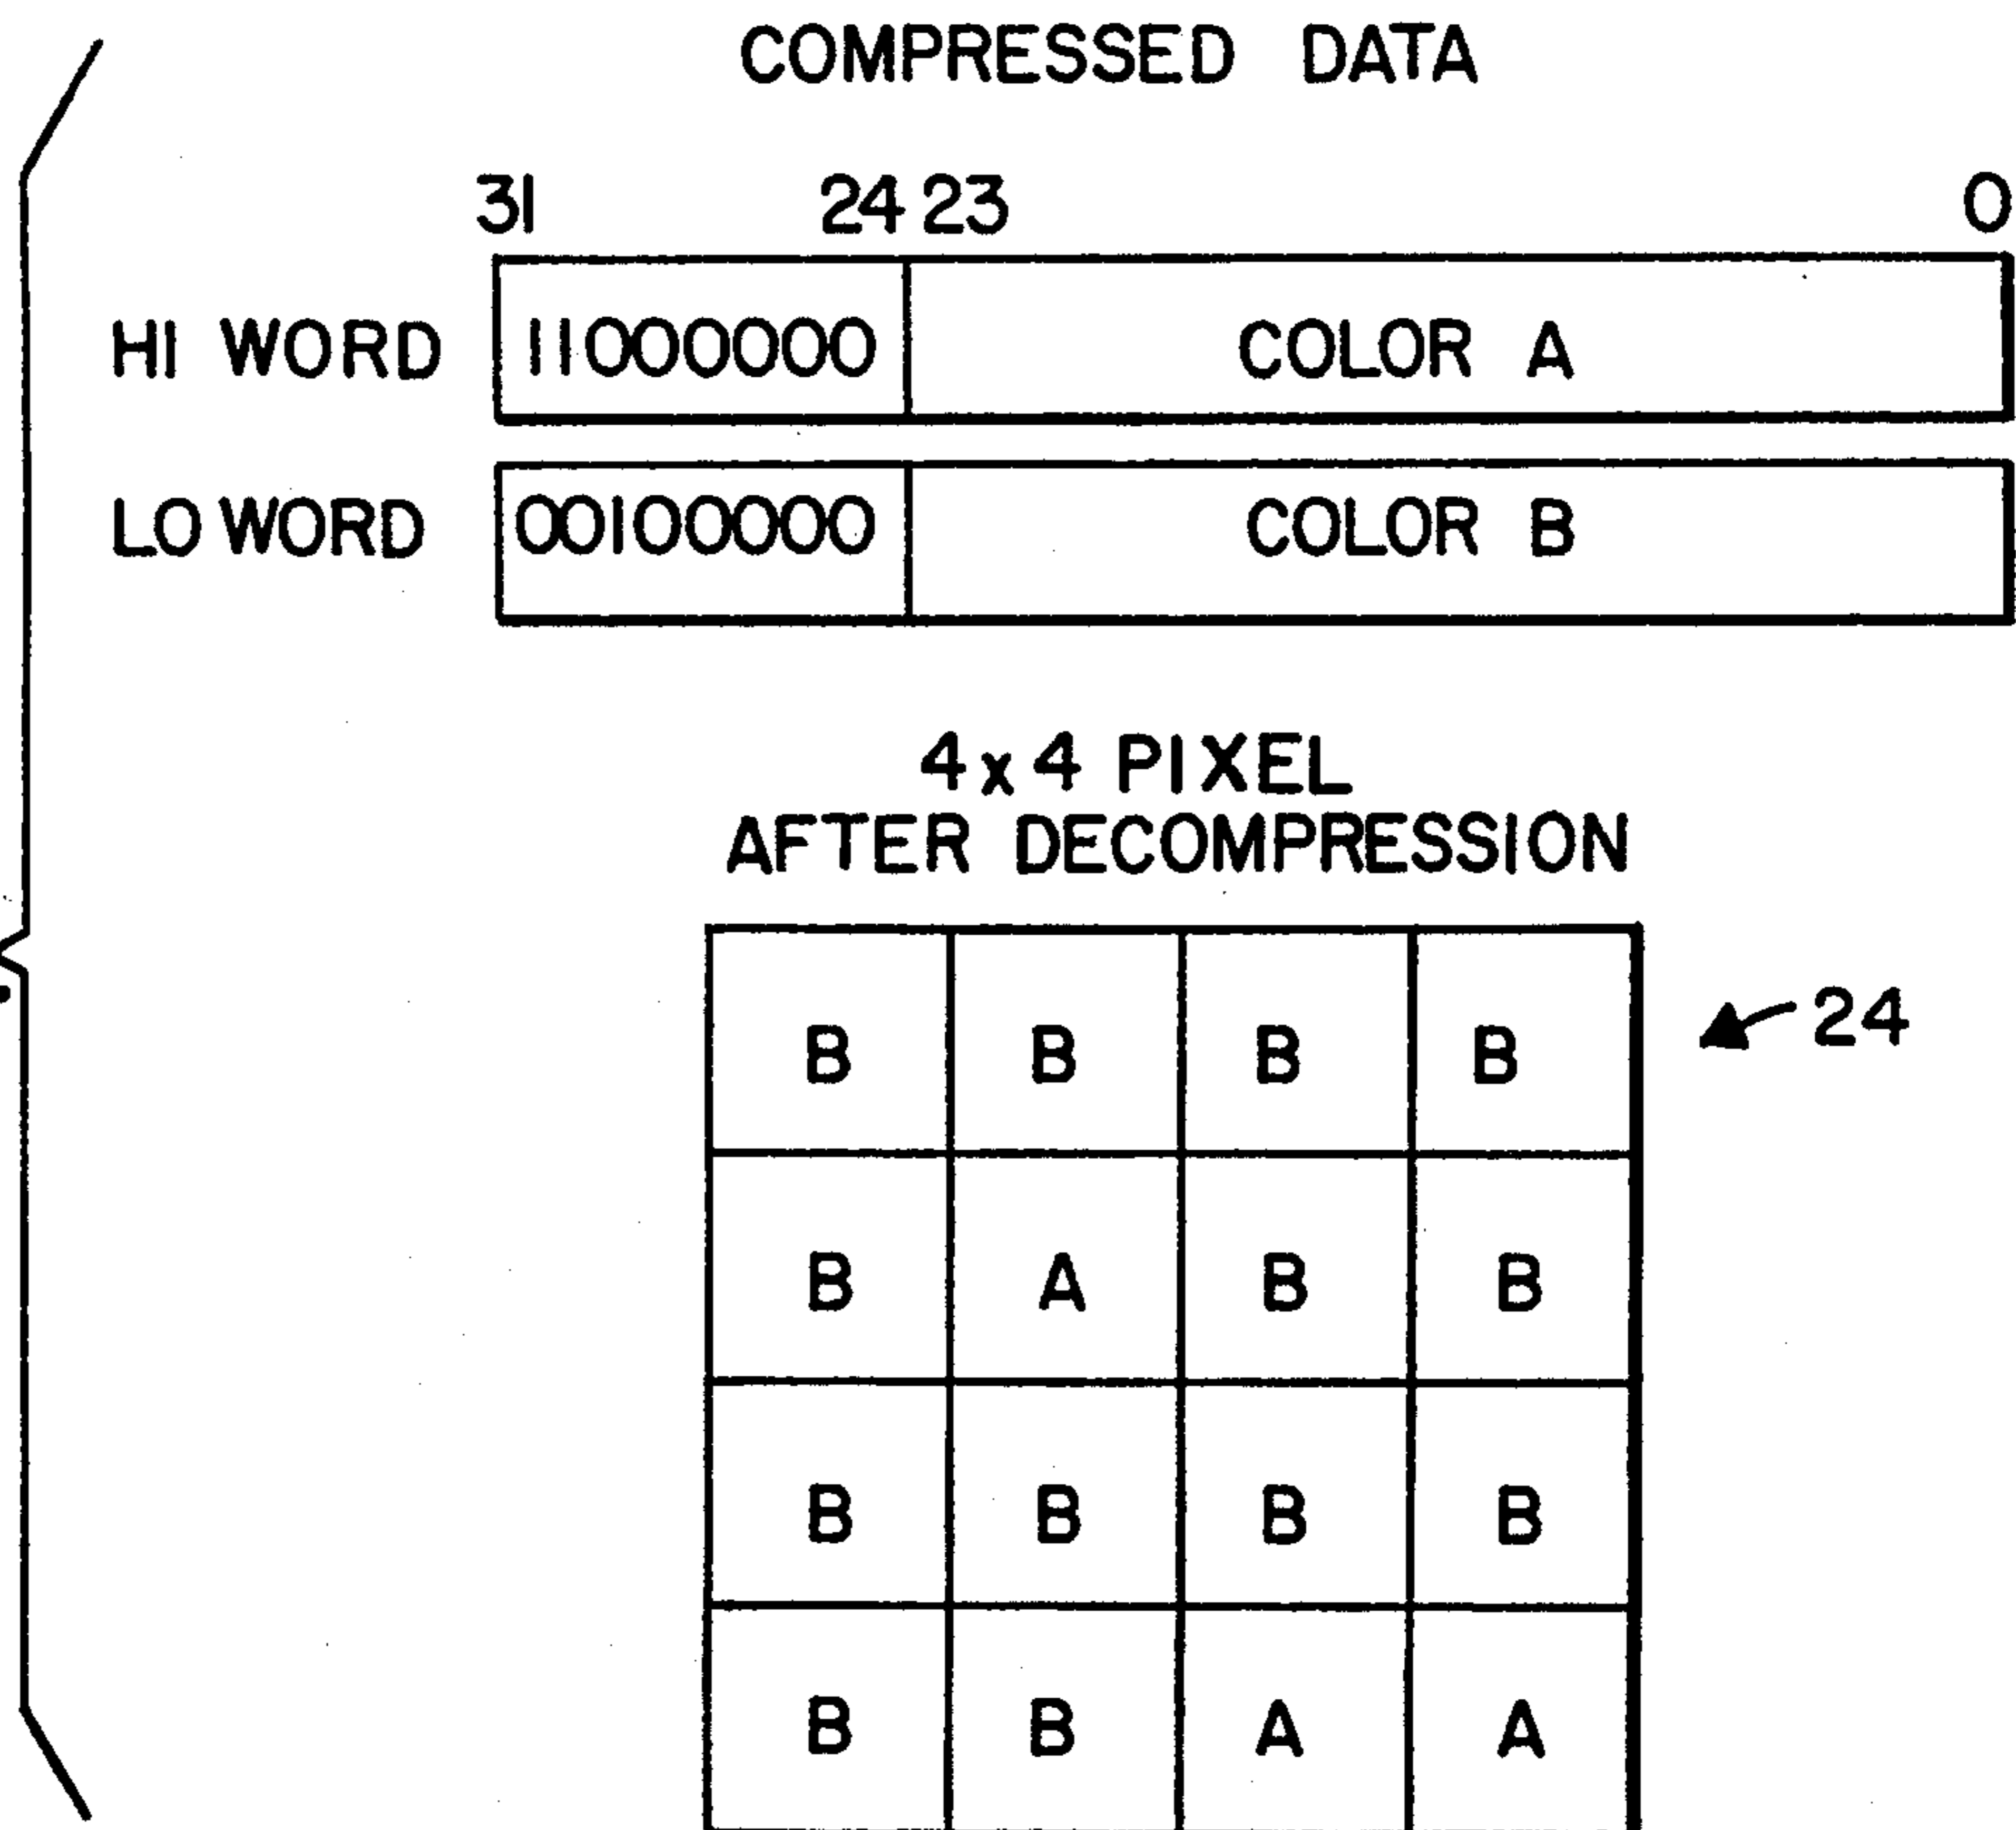 COMPRESSED DATA
31 24 23 0
HI WORD 11000000 COLOR A
LO WORD 00100000 COLOR B
4x4 PIXEL
AFTER DECOMPRESSION
B B B B
24
B A B B
B B B B
B B A A